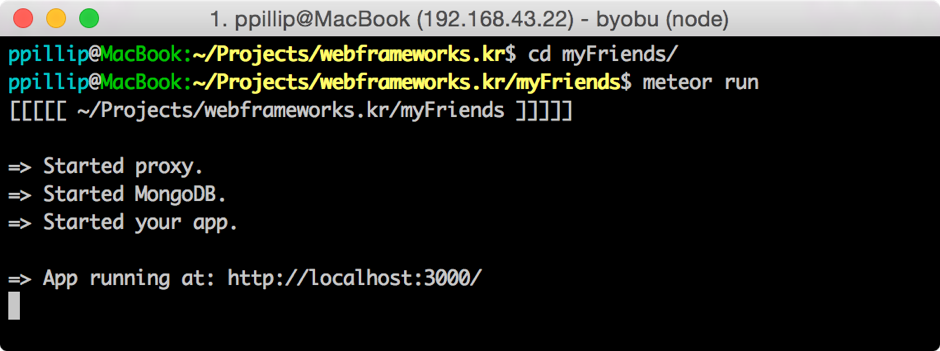 1. ppillip@MacBook (192.168.43.22) - byobu (node)
ppillip@MacBook:~/Projects/webframeworks.kr$ cd myFriends/
ppillip@MacBook:~/Projects/webframeworks.kr/myFriends$ meteor run
[[[[[ ~/Projects/webframeworks.kr/myFriends ]]]]]
=> Started proxy.
=> Started MongoDB.
=> Started your app.
=> App running at: http://localhost:3000/